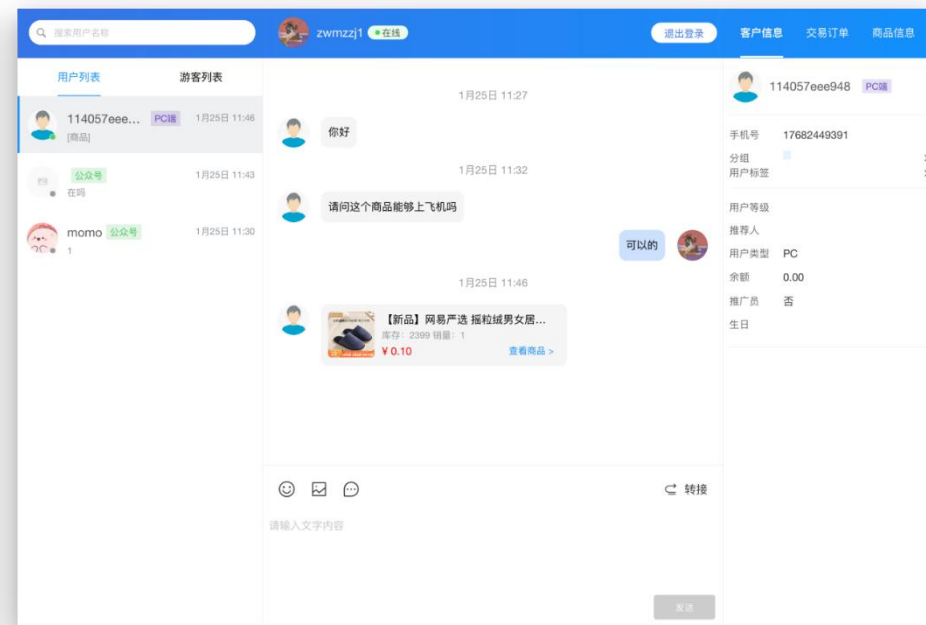 搜索用户名称
zwmzzj1 在线
退出登录
客户信息 交易订单 商品信息
用户列表 游客列表
114057eee... PC端 1月25日 11:46
[商品]
公众号 1月25日 11:43
在吗
momo 公众号 1月25日 11:30
1
1月25日 11:27
你好
1月25日 11:32
请问这个商品能够上飞机吗
可以的
1月25日 11:46
【新品】网易严选 摇粒绒男女居...
库存：2399 销量：1
¥ 0.10 查看商品 >
转接
请输入文字内容
发送
114057eee948 PC端
手机号 17682449391
分组
用户标签
用户等级
推荐人
用户类型 PC
余额 0.00
推广员 否
生日